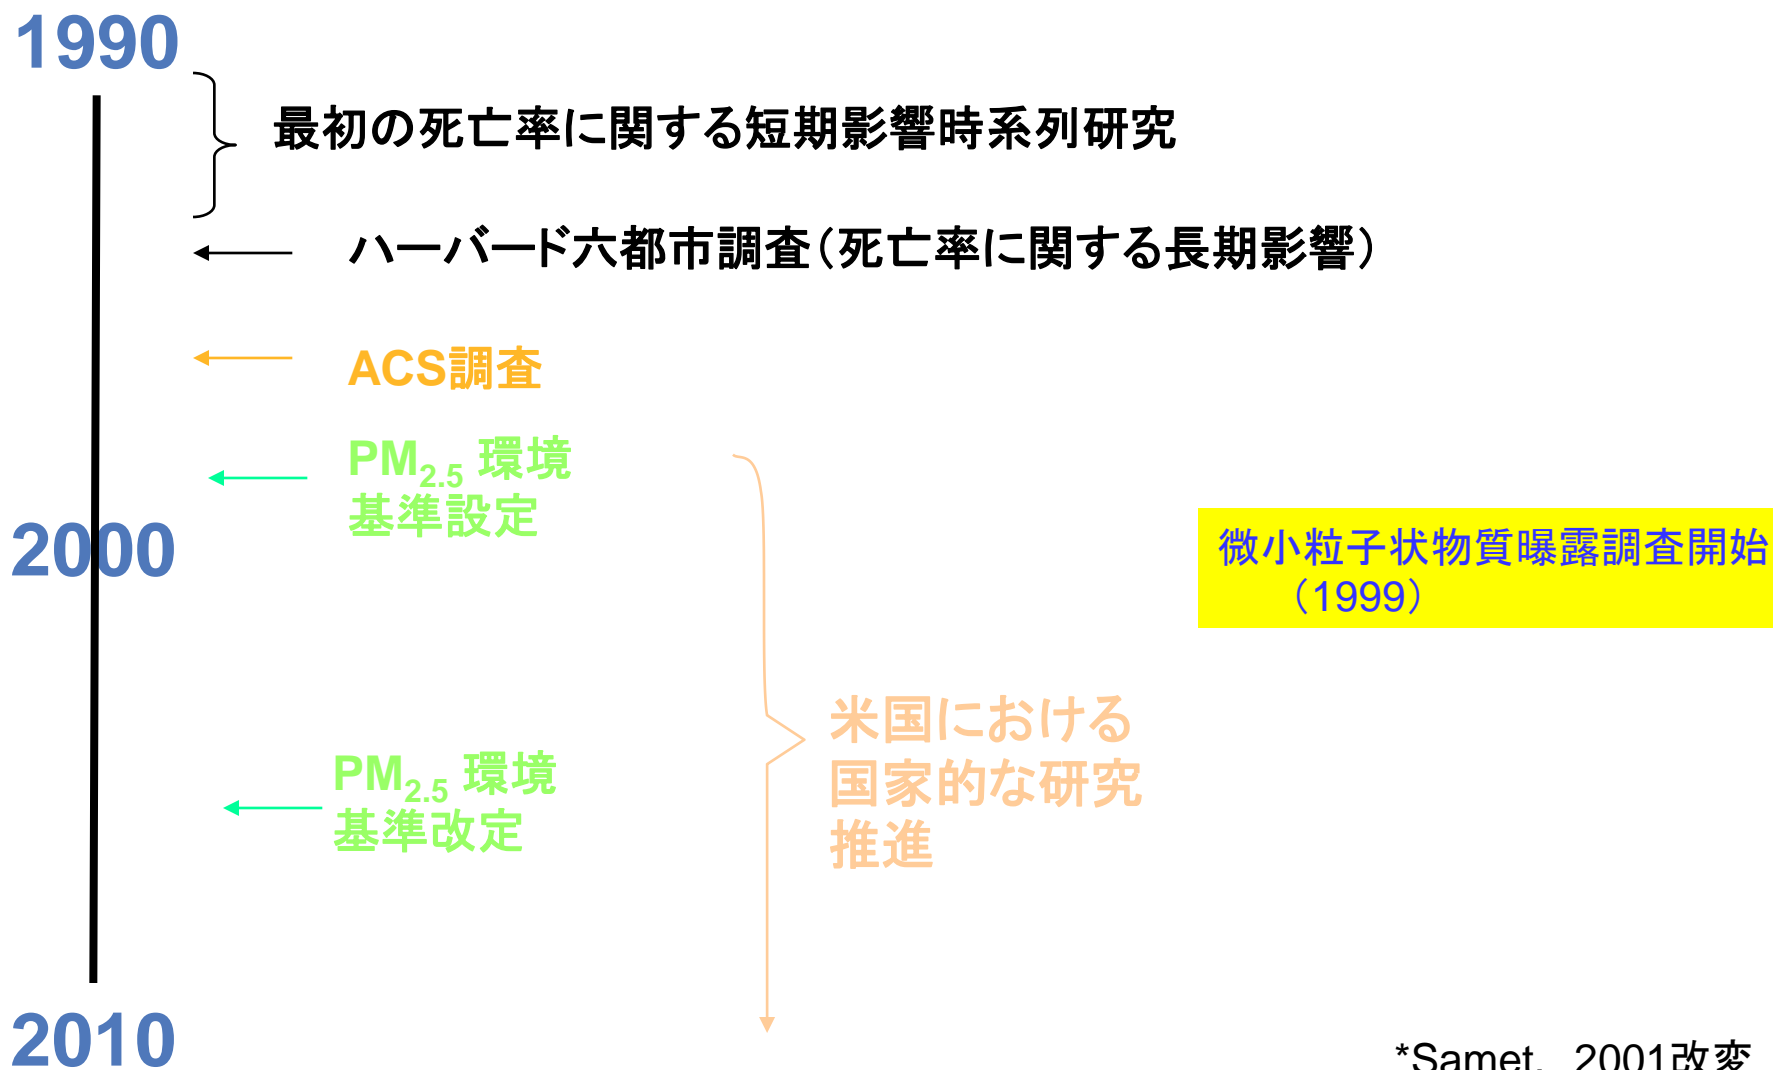 1990
最初の死亡率に関する短期影響時系列研究
ハーバード六都市調査（死亡率に関する長期影響）
ACS調査
PM2.5 環境
基準設定
2000
微小粒子状物質曝露調査開始
（1999）
米国における
国家的な研究
推進
PM2.5 環境
基準改定
2010
*Samet, 2001改変